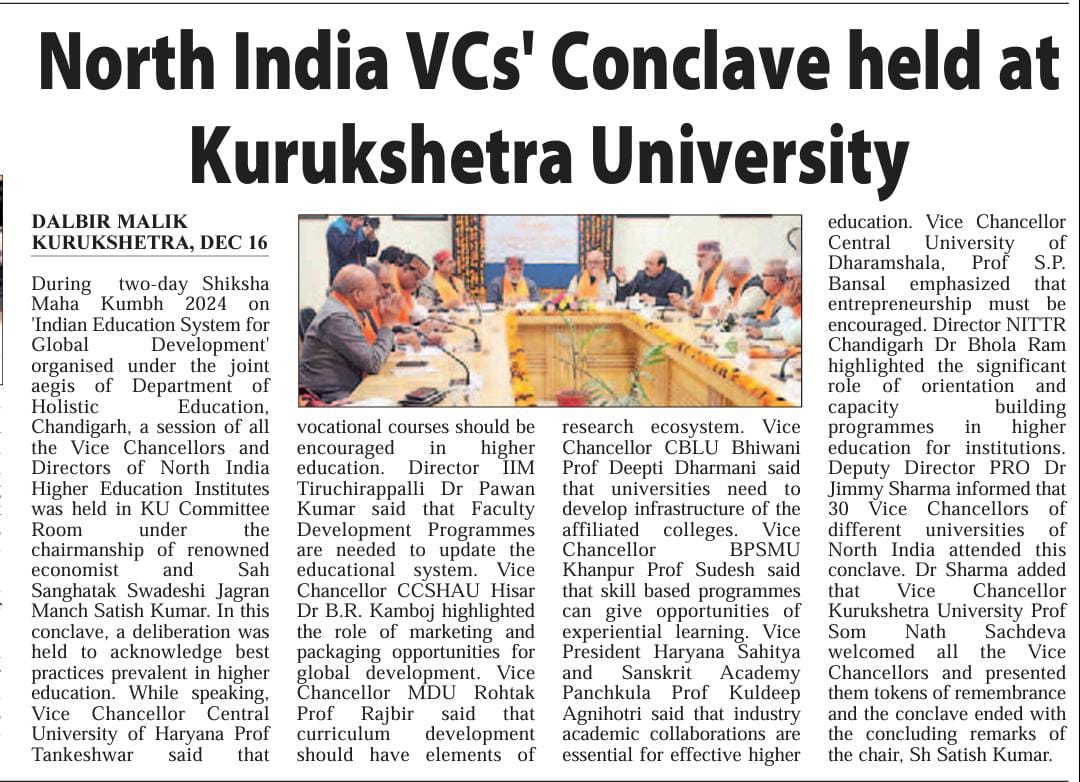 North India VCs' Conclave held at
Kurukshetra University
DALBIR MALIK
KURUKSHETRA, DEC 16
During two-day Shiksha
Maha Kumbh 2024 on
'Indian Education System for
Global Development'
organised under the joint
aegis of Department of
Holistic Education,
Chandigarh, a session of all
the Vice Chancellors and
Directors of North India
Higher Education Institutes
was held in KU Committee
Room under the
chairmanship of renowned
economist and Sah
Sanghatak Swadeshi Jagran
Manch Satish Kumar. In this
conclave, a deliberation was
held to acknowledge best
practices prevalent in higher
education. While speaking,
Vice Chancellor Central
University of Haryana Prof
Tankeshwar said that
vocational courses should be
encouraged in higher
education. Director IIM
Tiruchirappalli Dr Pawan
Kumar said that Faculty
Development Programmes
are needed to update the
educational system. Vice
Chancellor CCSHAU Hisar
Dr B.R. Kamboj highlighted
the role of marketing and
packaging opportunities for
global development. Vice
Chancellor MDU Rohtak
Prof Rajbir said that
curriculum development
should have elements of
research ecosystem. Vice
Chancellor CBLU Bhiwani
Prof Deepti Dharmani said
that universities need to
develop infrastructure of the
affiliated colleges. Vice
Chancellor BPSMU
Khanpur Prof Sudesh said
that skill based programmes
can give opportunities of
experiential learning. Vice
President Haryana Sahitya
and Sanskrit Academy
Panchkula Prof Kuldeep
Agnihotri said that industry
academic collaborations are
essential for effective higher
education. Vice Chancellor
Central University of
Dharamshala, Prof S.P.
Bansal emphasized that
entrepreneurship must be
encouraged. Director NITTR
Chandigarh Dr Bhola Ram
highlighted the significant
role of orientation and
capacity building
programmes in higher
education for institutions.
Deputy Director PRO Dr
Jimmy Sharma informed that
30 Vice Chancellors of
different universities of
North India attended this
conclave. Dr Sharma added
that Vice Chancellor
Kurukshetra University Prof
Som Nath Sachdeva
welcomed all the Vice
Chancellors and presented
them tokens of remembrance
and the conclave ended with
the concluding remarks of
the chair, Sh Satish Kumar.